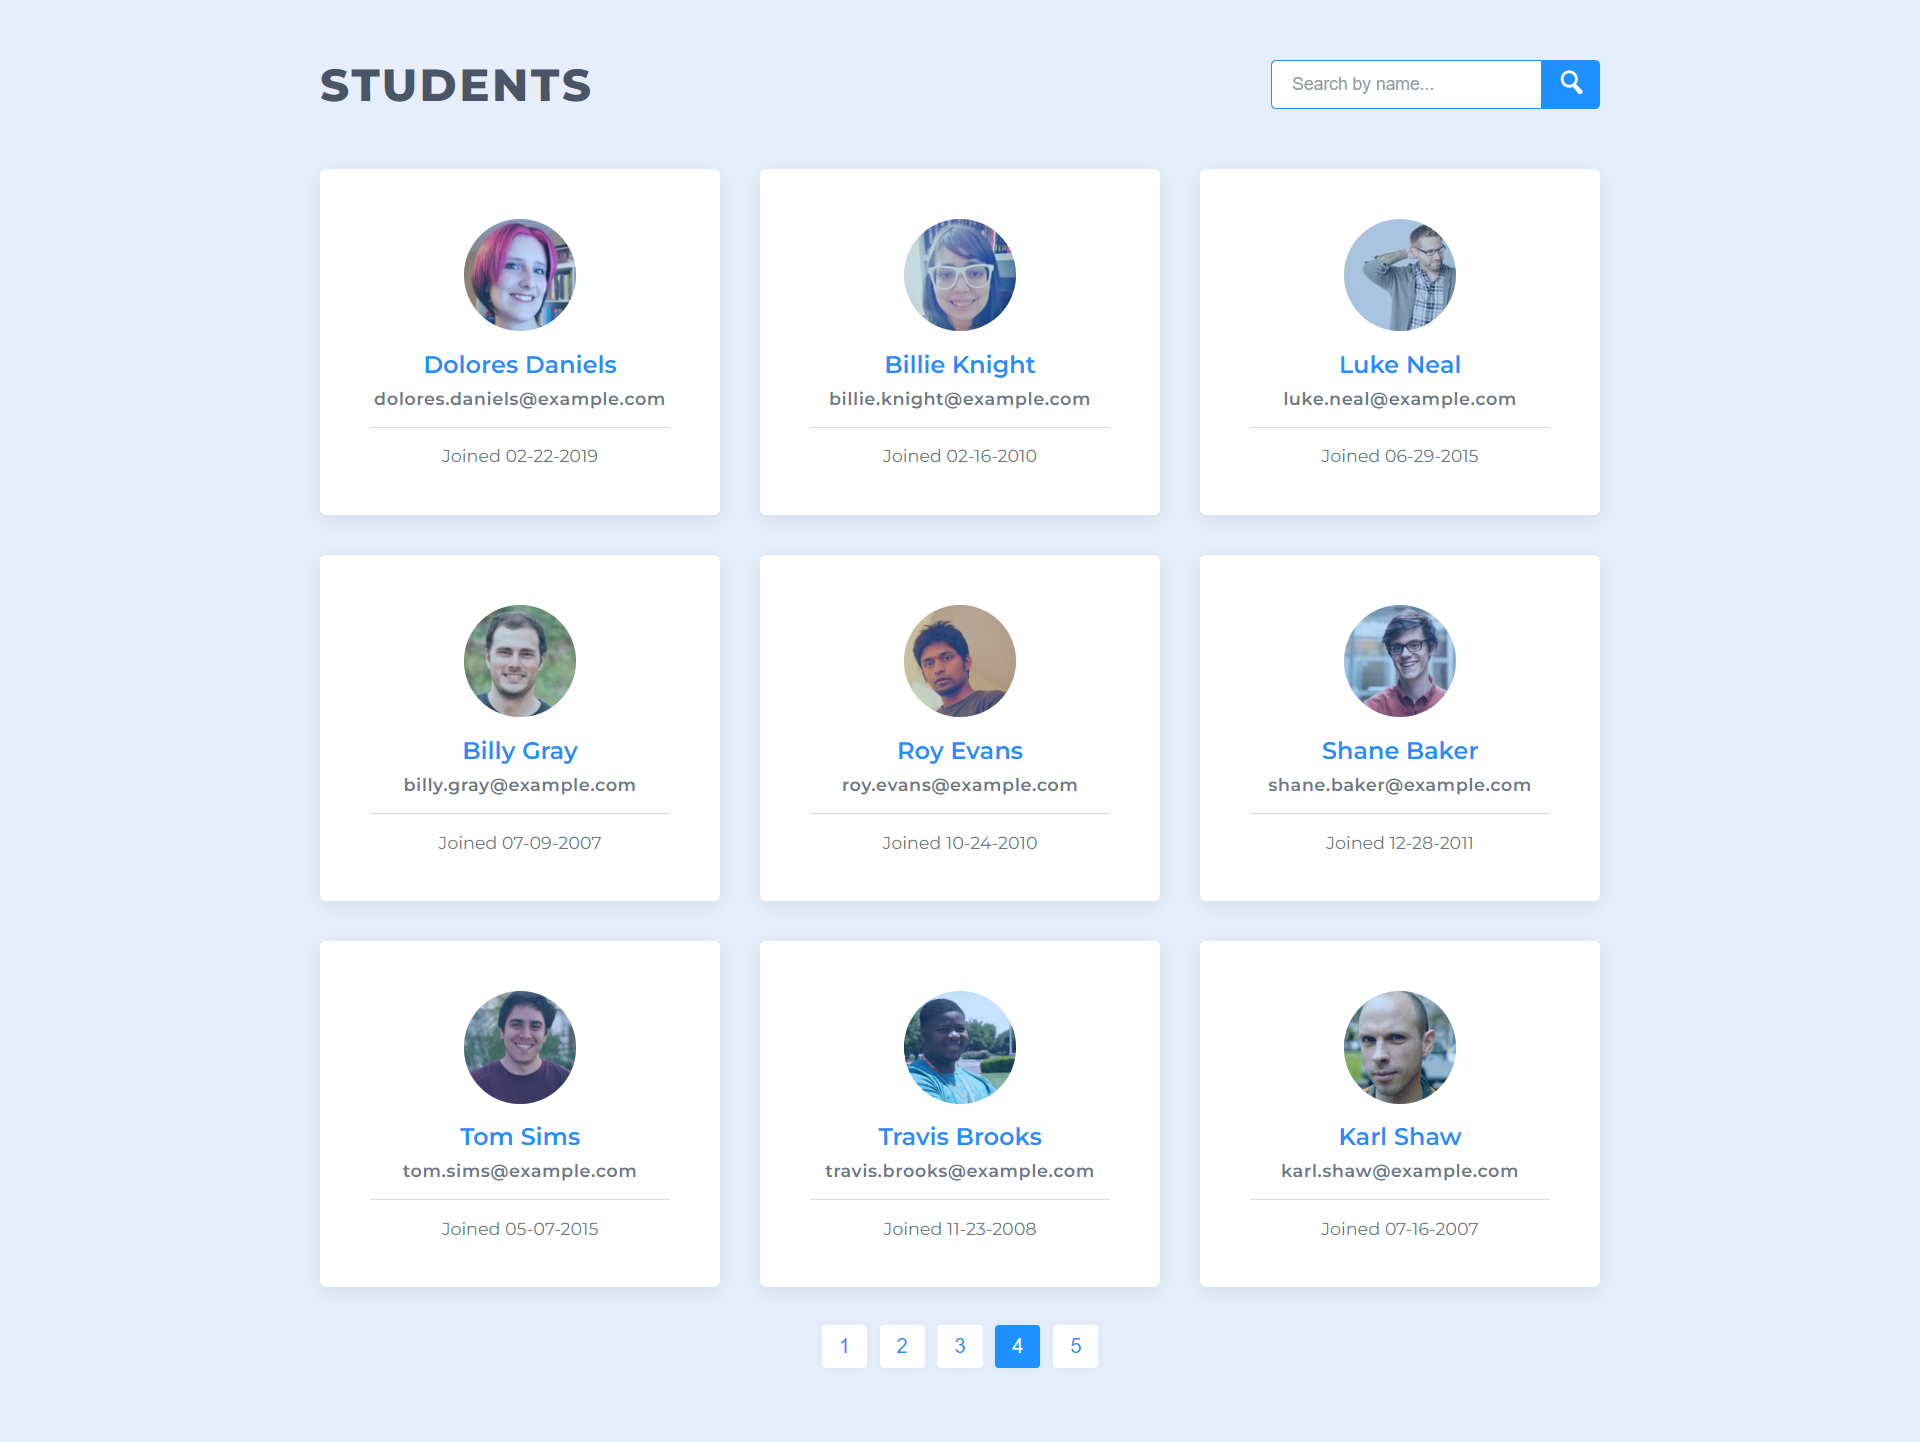 STUDENTS
Search by name...
Dolores Daniels
dolores.daniels@example.com
Joined 02-22-2019
Billie Knight
billie.knight@example.com
Joined 02-16-2010
Luke Neal
luke.neal@example.com
Joined 06-29-2015
Billy Gray
billy.gray@example.com
Joined 07-09-2007
Roy Evans
roy.evans@example.com
Joined 10-24-2010
Shane Baker
shane.baker@example.com
Joined 12-28-2011
Tom Sims
tom.sims@example.com
Joined 05-07-2015
Travis Brooks
travis.brooks@example.com
Joined 11-23-2008
Karl Shaw
karl.shaw@example.com
Joined 07-16-2007
1 2 3 4 5